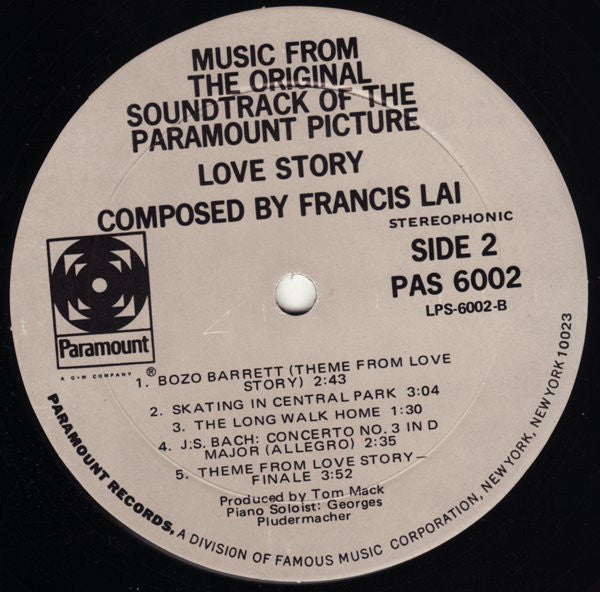 MUSIC FROM
THE ORIGINAL
SOUNDTRACK OF THE
PARAMOUNT PICTURE
LOVE STORY
COMPOSED BY FRANCIS LAI
STEREOPHONIC
SIDE 2
PAS 6002
LPS-6002-B
Paramount
®
A G+W COMPANY
1. BOZO BARRETT (THEME FROM LOVE
STORY) 2:43
2. SKATING IN CENTRAL PARK 3:04
3. THE LONG WALK HOME 1:30
4. J.S. BACH: CONCERTO NO. 3 IN D
MAJOR (ALLEGRO) 2:35
5. THEME FROM LOVE STORY—
FINALE 3:52
Produced by Tom Mack
Piano Soloist: Georges
Pludermacher
PARAMOUNT RECORDS, A DIVISION OF FAMOUS MUSIC CORPORATION, NEW YORK, NEW YORK 10023